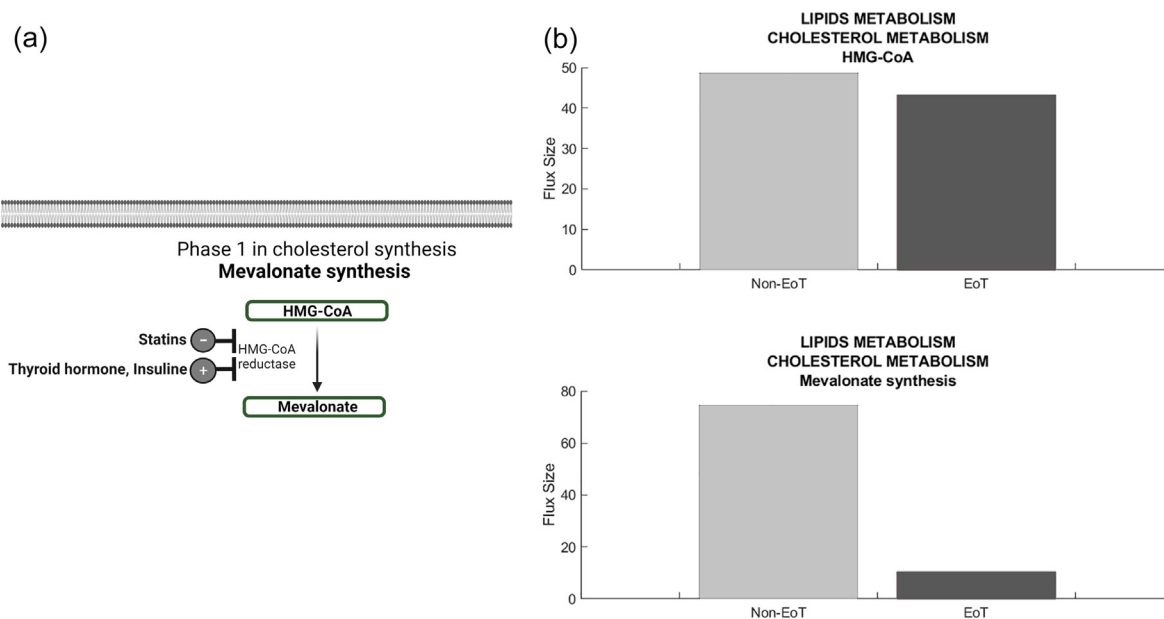 (a)
Phase 1 in cholesterol synthesis
Mevalonate synthesis
HMG-CoA
Statins
−
HMG-CoA
reductase
Thyroid hormone, Insuline
+
Mevalonate
(b)
LIPIDS METABOLISM
CHOLESTEROL METABOLISM
HMG-CoA
50
40
30
20
10
0
Flux Size
Non-EoT
EoT
LIPIDS METABOLISM
CHOLESTEROL METABOLISM
Mevalonate synthesis
80
60
40
20
0
Flux Size
Non-EoT
EoT